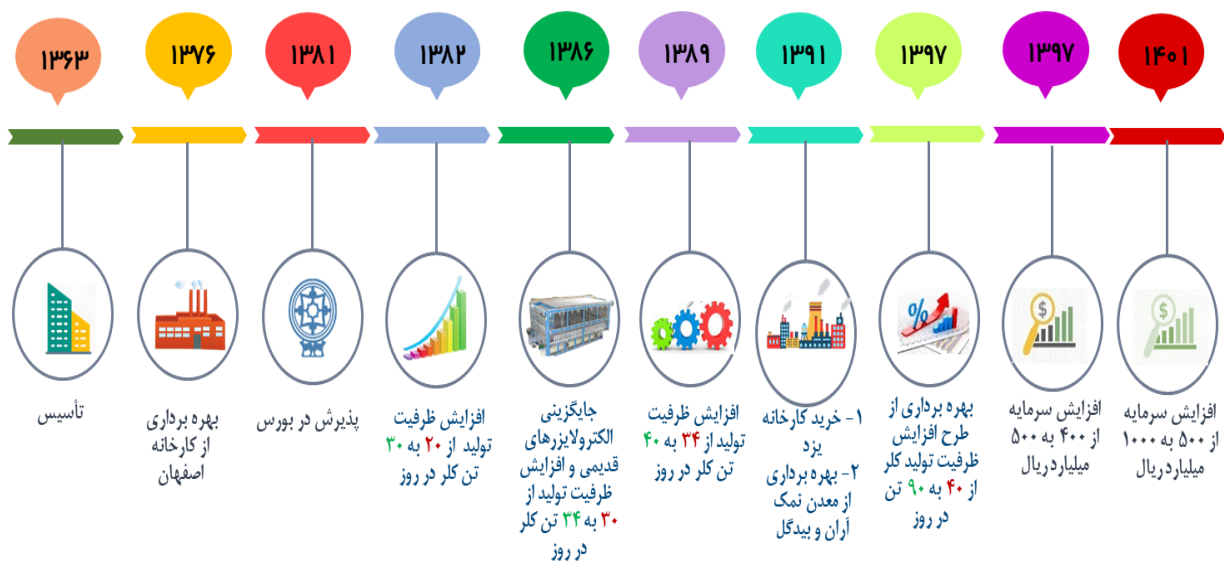 ۱۳۶۳
۱۳۷۶
۱۳۸۱
۱۳۸۲
۱۳۸۶
۱۳۸۹
۱۳۹۱
۱۳۹۷
۱۳۹۷
۱۴۰۱
تأسیس
بهره برداری
از کارخانه
اصفهان
پذیرش در بورس
افزایش ظرفیت
تولید از ۲۰ به ۳۰
تن کلر در روز
جایگزینی
الکترولایزرهای
قدیمی و افزایش
ظرفیت تولید از
۳۰ به ۳۴ تن کلر
در روز
افزایش ظرفیت
تولید از ۳۴ به ۴۰
تن کلر در روز
۱- خرید کارخانه
یزد
۲- بهره برداری
از معدن نمک
آران و بیدگل
بهره برداری از
طرح افزایش
ظرفیت تولید کلر
از ۴۰ به ۹۰ تن
در روز
افزایش سرمایه
از ۴۰۰ به ۵۰۰
میلیارد ریال
افزایش سرمایه
از ۵۰۰ به ۱۰۰۰
میلیارد ریال
%
$
$